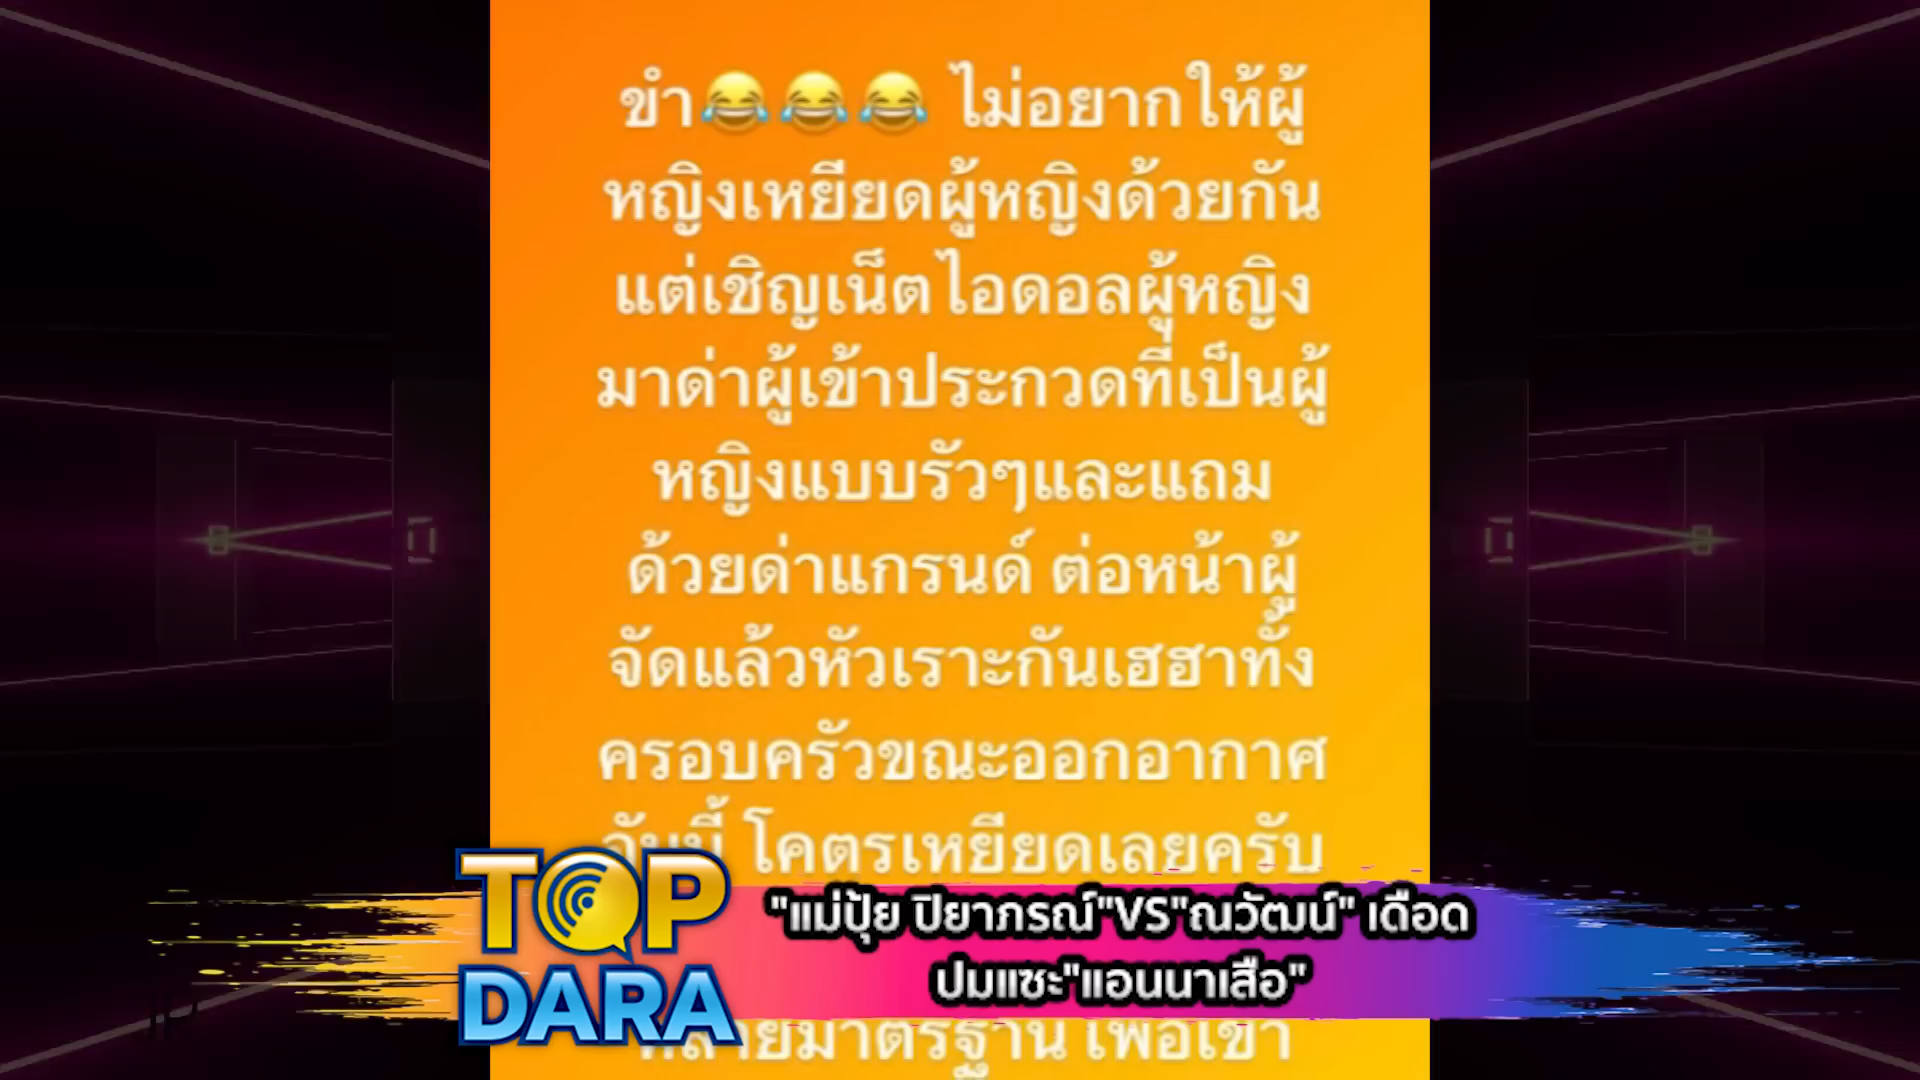 ขำ😂😂😂 ไม่อยากให้ผู้
หญิงเหยียดผู้หญิงด้วยกัน
แต่เชิญเน็ตไอดอลผู้หญิง
มาด่าผู้เข้าประกวดที่เป็นผู้
หญิงแบบรัวๆและแถม
ด้วยด่าแกรนด์ ต่อหน้าผู้
จัดแล้วหัวเราะกันเฮฮาทั้ง
ครอบครัวขณะออกอากาศ
วันนี้ โคตรเหยียดเลยครับ
TOP
DARA
"แม่ปุ้ย ปิยาภรณ์"VS"ณวัฒน์" เดือด
ปมแซะ"แอนนาเสือ"
หลายมาตรฐาน เพื่อเข้า